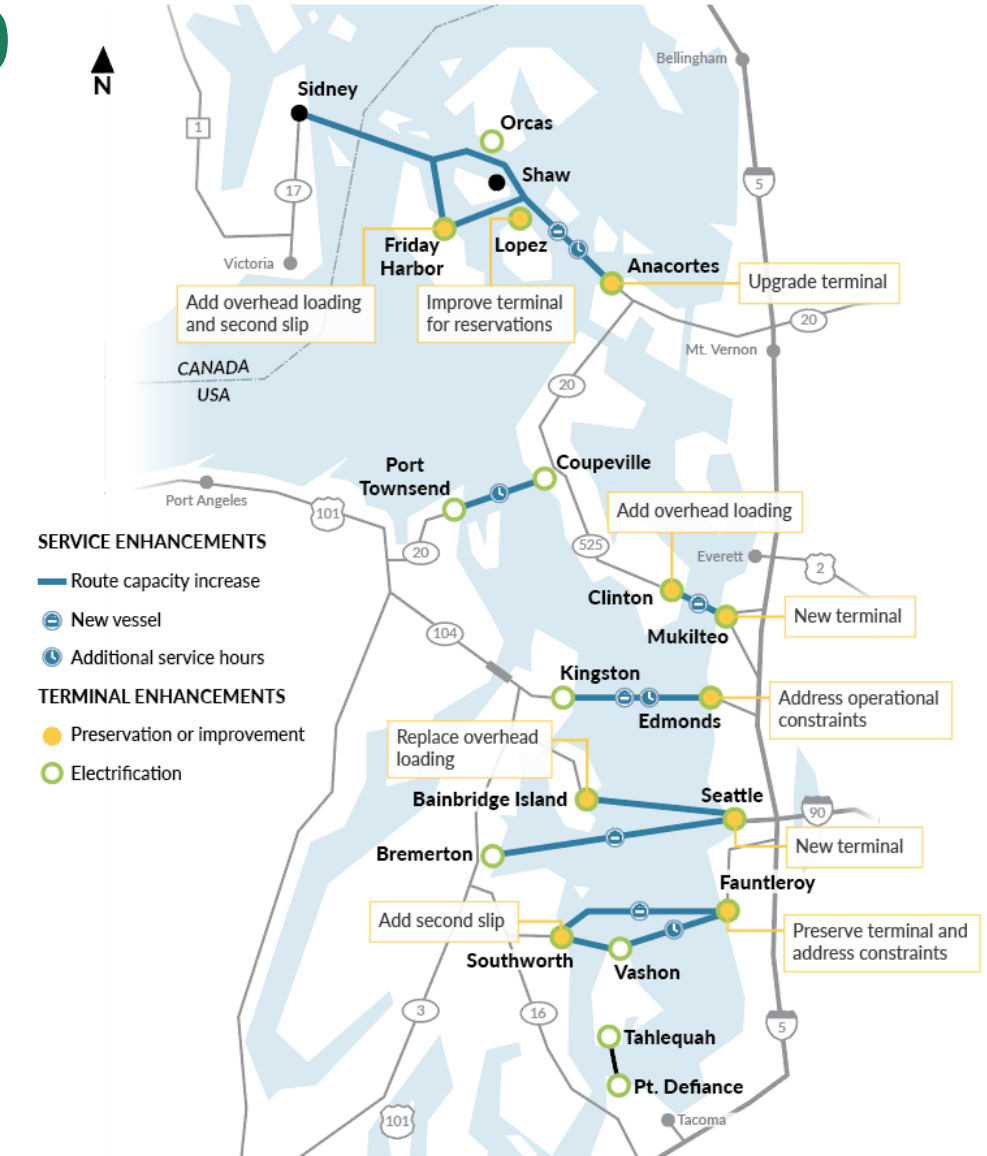 Bellingham
N
Sidney
1
Orcas
Shaw
5
17
Friday
Harbor
Lopez
Victoria
Anacortes
Upgrade terminal
Add overhead loading
and second slip
Improve terminal
for reservations
20
Mt. Vernon
CANADA
USA
20
Port
Townsend
Coupeville
Port Angeles
101
20
525
Add overhead loading
Everett
2
SERVICE ENHANCEMENTS
Route capacity increase
New vessel
Additional service hours
TERMINAL ENHANCEMENTS
Preservation or improvement
Electrification
Clinton
Mukilteo
New terminal
104
Kingston
Edmonds
Address operational
constraints
Replace overhead
loading
Bainbridge Island
Seattle
90
New terminal
Bremerton
Fauntleroy
Add second slip
Southworth
Vashon
Preserve terminal and
address constraints
3
16
5
Tahlequah
Pt. Defiance
101
Tacoma